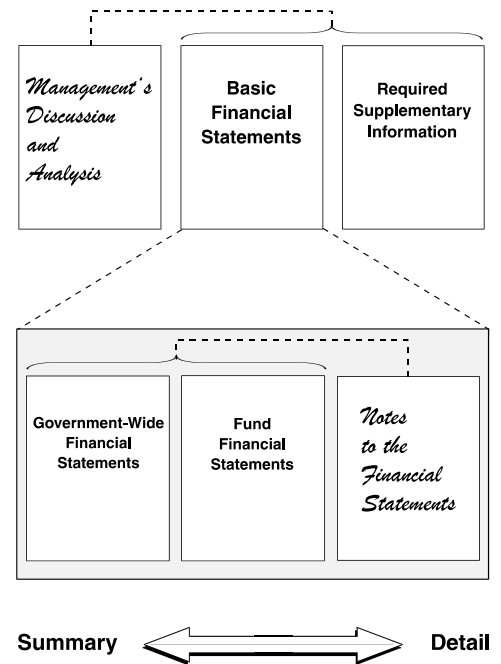 Management's
Discussion
and
Analysis
Basic
Financial
Statements
Required
Supplementary
Information
Government-Wide
Financial
Statements
Fund
Financial
Statements
Notes
to the
Financial
Statements
Summary
Detail